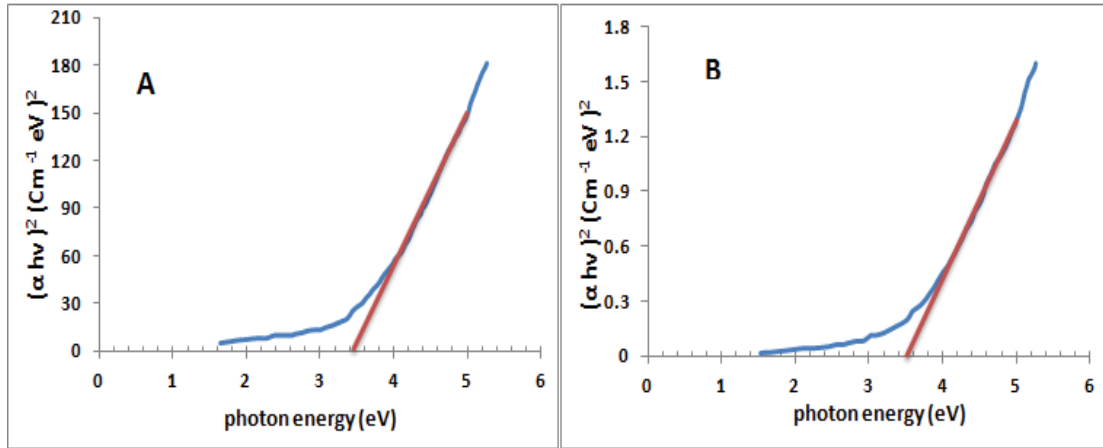 A
(α hv )² (Cm⁻¹ eV )²
210
180
150
120
90
60
30
0
0 1 2 3 4 5 6
photon energy (eV)
B
(α hv )² (Cm⁻¹ eV )²
1.8
1.5
1.2
0.9
0.6
0.3
0
0 1 2 3 4 5 6
photon energy (eV)